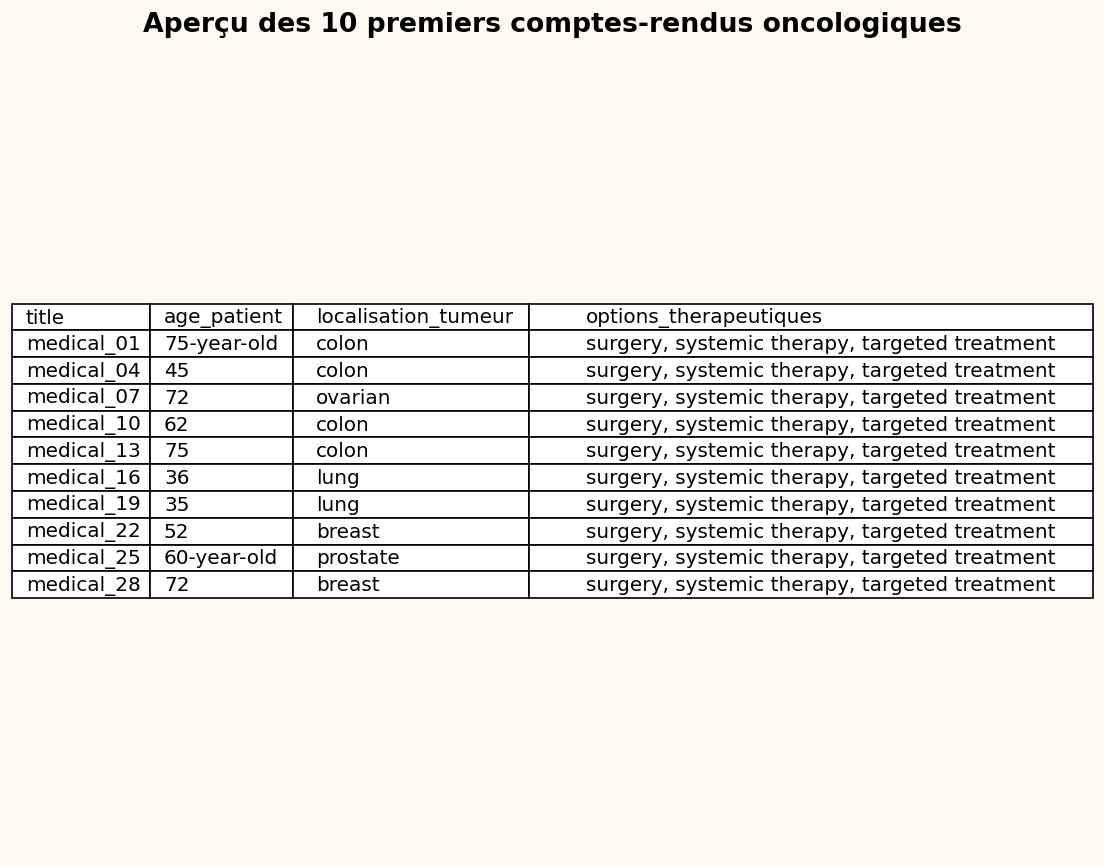 Aperçu des 10 premiers comptes-rendus oncologiques
title age_patient localisation_tumeur options_therapeutiques
medical_01 75-year-old colon surgery, systemic therapy, targeted treatment
medical_04 45 colon surgery, systemic therapy, targeted treatment
medical_07 72 ovarian surgery, systemic therapy, targeted treatment
medical_10 62 colon surgery, systemic therapy, targeted treatment
medical_13 75 colon surgery, systemic therapy, targeted treatment
medical_16 36 lung surgery, systemic therapy, targeted treatment
medical_19 35 lung surgery, systemic therapy, targeted treatment
medical_22 52 breast surgery, systemic therapy, targeted treatment
medical_25 60-year-old prostate surgery, systemic therapy, targeted treatment
medical_28 72 breast surgery, systemic therapy, targeted treatment